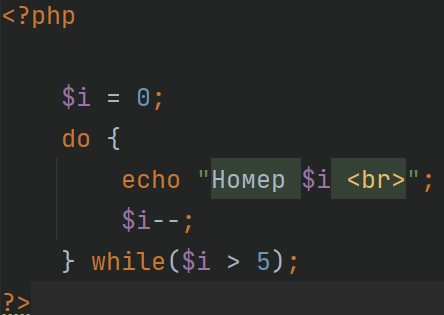 <?php
$i = 0;
do {
echo "Номер $i <br>";
$i--;
} while($i > 5);
?>